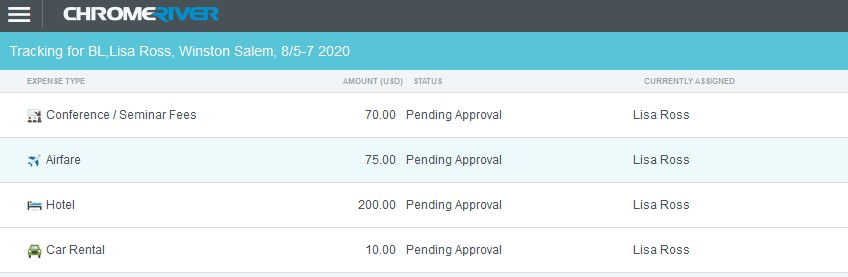 CHROMERIVER
Tracking for BL,Lisa Ross, Winston Salem, 8/5-7 2020
EXPENSE TYPE AMOUNT (USD) STATUS CURRENTLY ASSIGNED
Conference / Seminar Fees 70.00 Pending Approval Lisa Ross
Airfare 75.00 Pending Approval Lisa Ross
Hotel 200.00 Pending Approval Lisa Ross
Car Rental 10.00 Pending Approval Lisa Ross